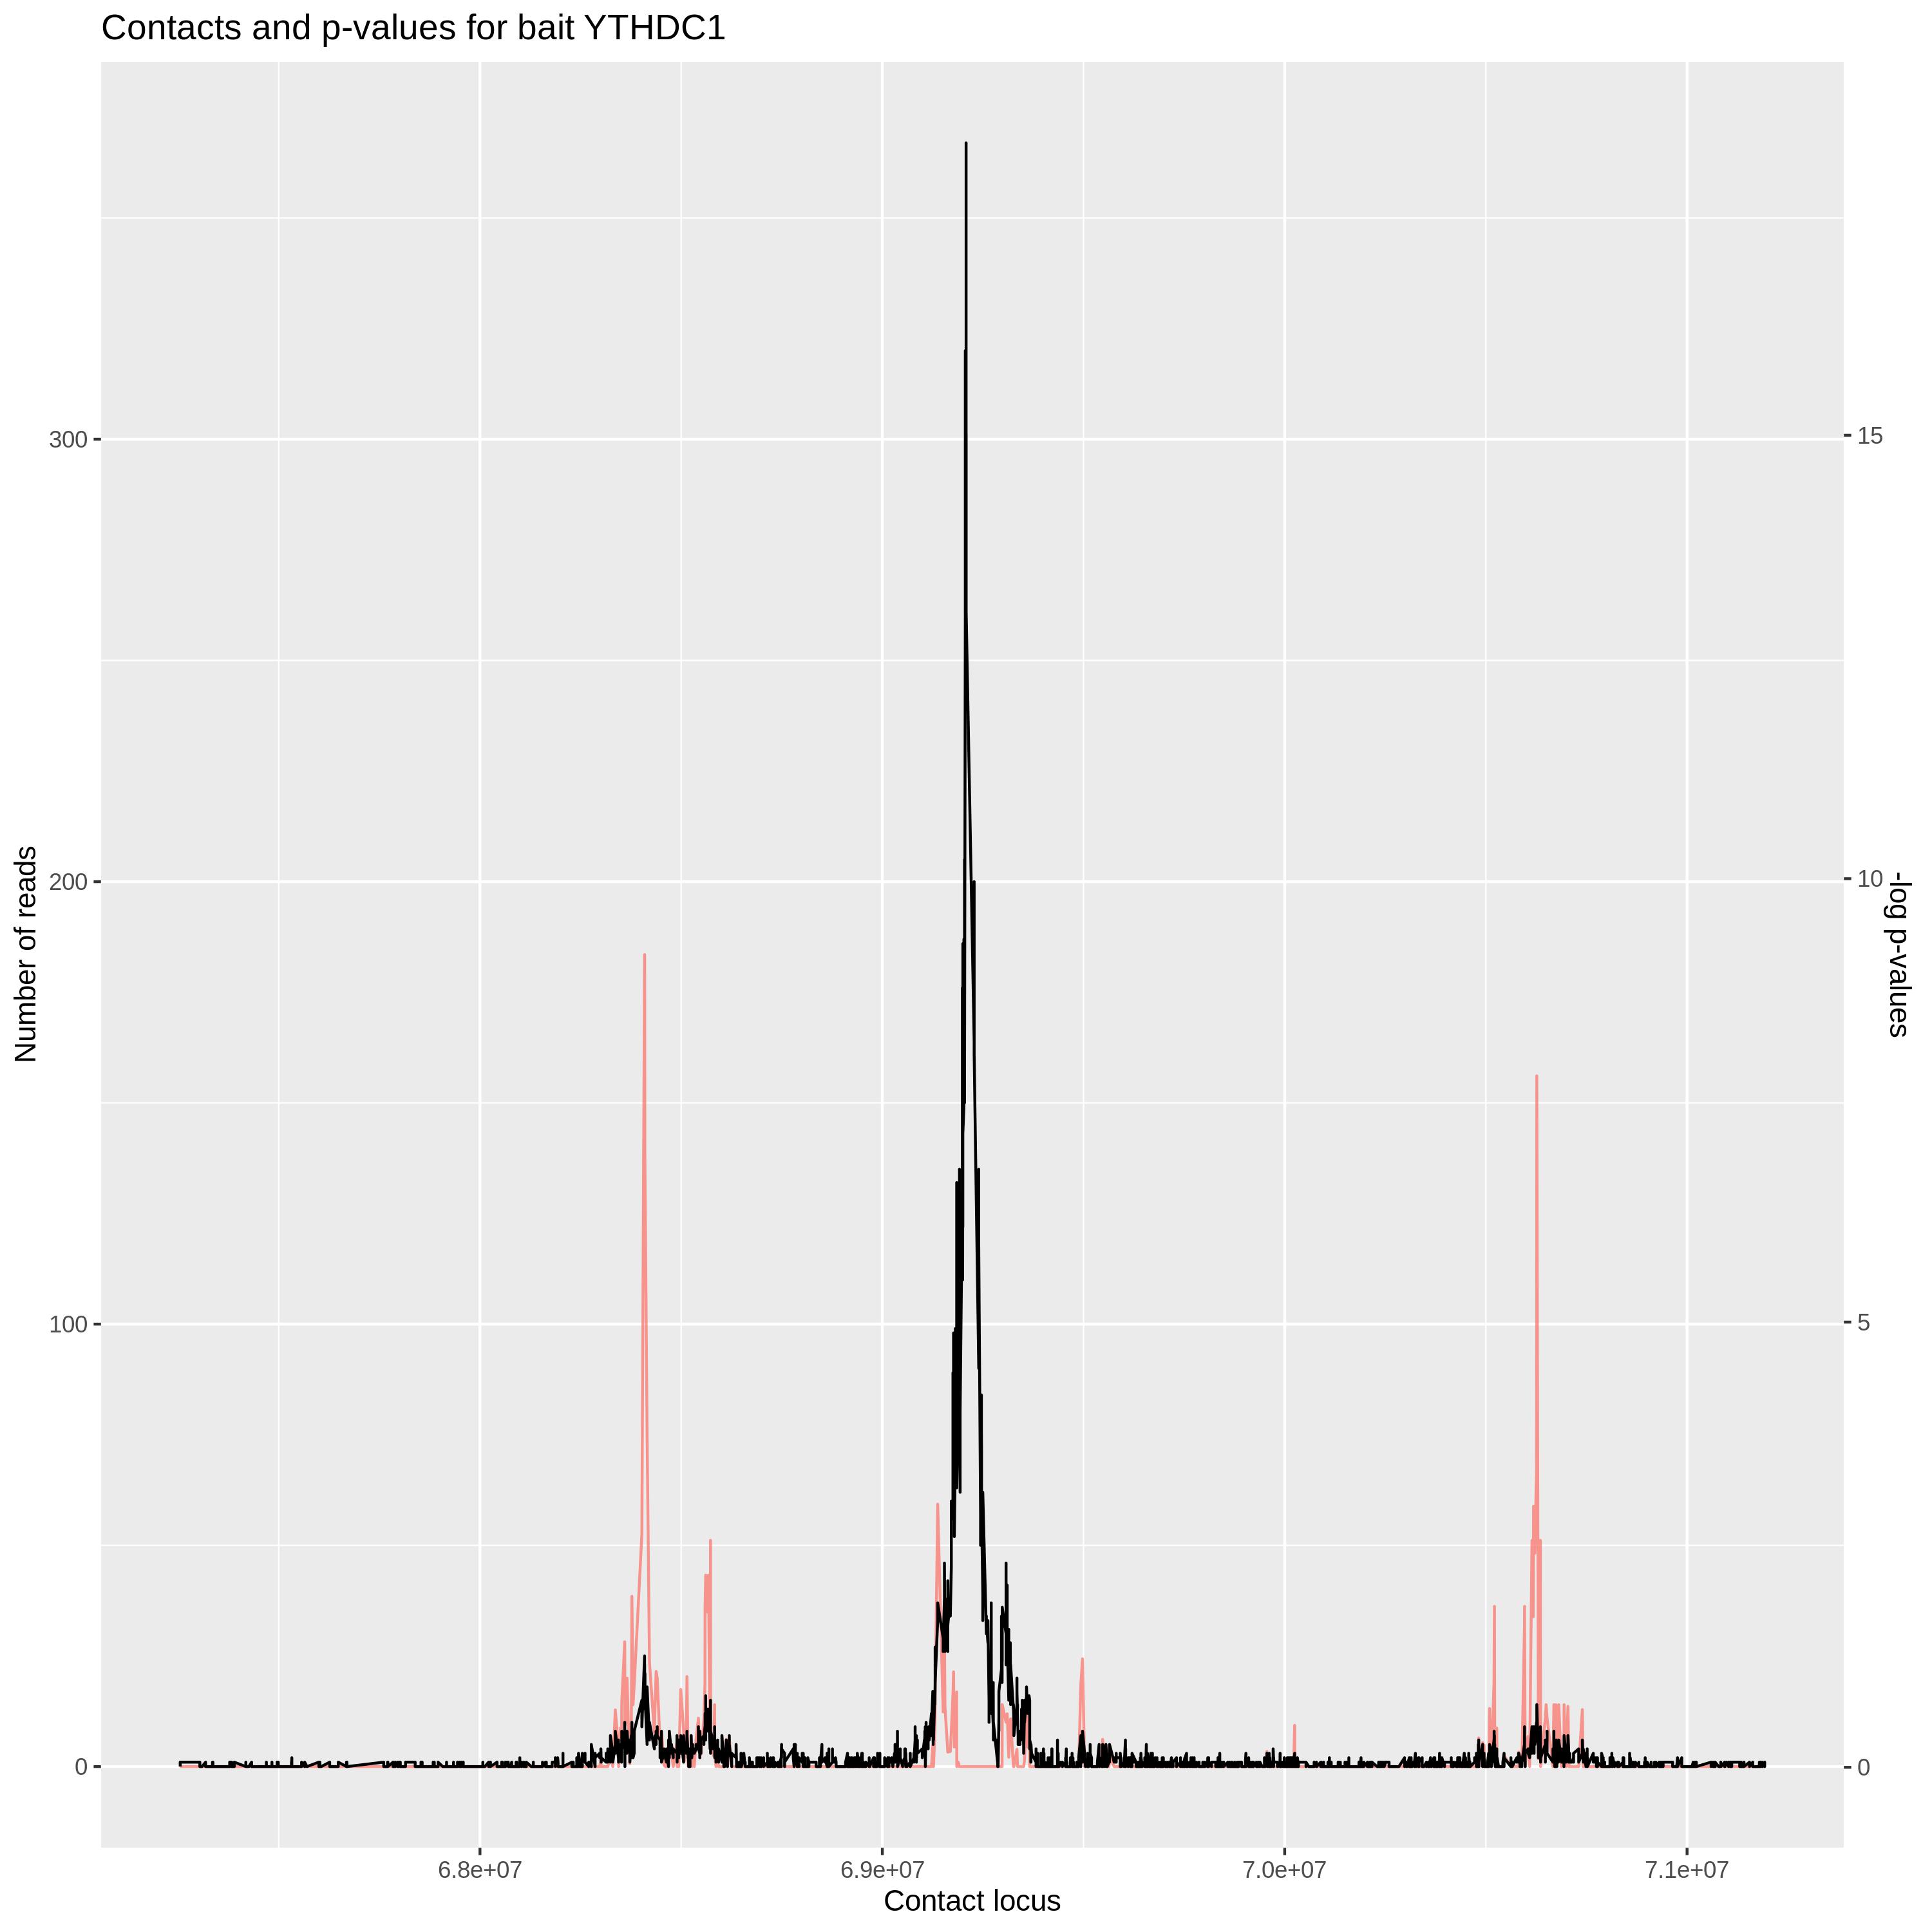 Contacts and p-values for bait YTHDC1
Number of reads
300
200
100
0
15
10
5
0
-log p-values
6.8e+07
6.9e+07
7.0e+07
7.1e+07
Contact locus